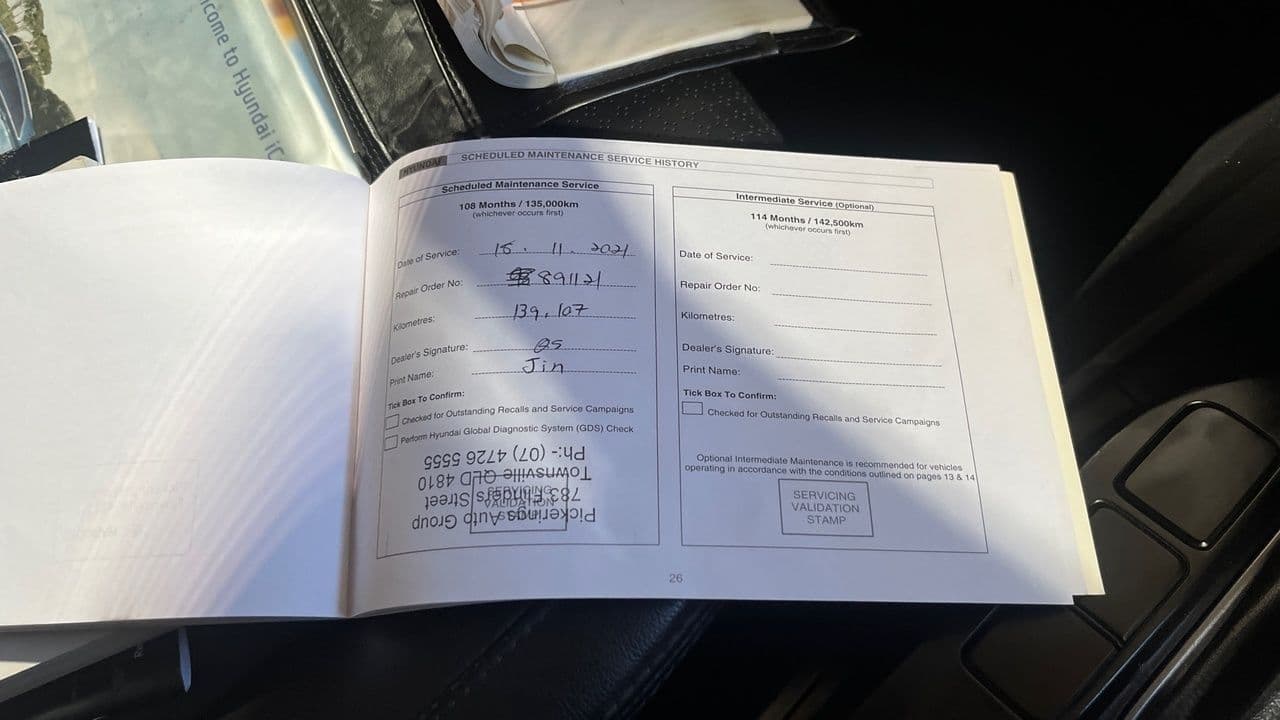 come to Hyundai iC
HYUNDAI
SCHEDULED MAINTENANCE SERVICE HISTORY
Scheduled Maintenance Service
108 Months / 135,000km
(whichever occurs first)
Date of Service: 15. 11. 2021
Repair Order No: 891121
Kilometres: 139,107
Dealer's Signature:
Print Name: Jin
Tick Box To Confirm:
Checked for Outstanding Recalls and Service Campaigns
Perform Hyundai Global Diagnostic System (GDS) Check
SERVICING
VALIDATION
Pickerings Auto Group
783 Flinders Street
Townsville QLD 4810
Ph:- (07) 4726 5555
Intermediate Service (Optional)
114 Months / 142,500km
(whichever occurs first)
Date of Service:
Repair Order No:
Kilometres:
Dealer's Signature:
Print Name:
Tick Box To Confirm:
Checked for Outstanding Recalls and Service Campaigns
Optional Intermediate Maintenance is recommended for vehicles
operating in accordance with the conditions outlined on pages 13 & 14
SERVICING
VALIDATION
STAMP
26